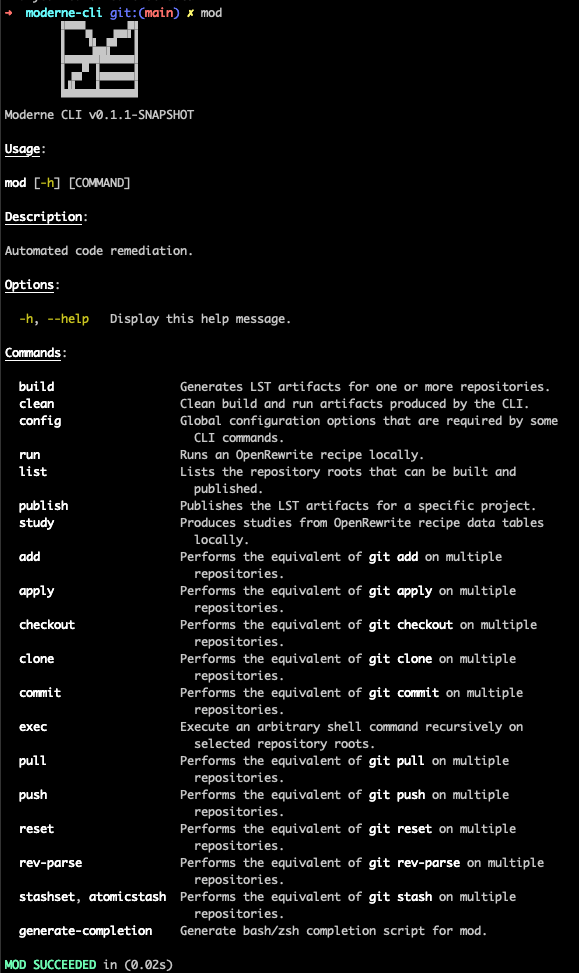 → moderne-cli git:(main) ✗ mod
Moderne CLI v0.1.1-SNAPSHOT
Usage:
mod [-h] [COMMAND]
Description:
Automated code remediation.
Options:
-h, --help Display this help message.
Commands:
build Generates LST artifacts for one or more repositories.
clean Clean build and run artifacts produced by the CLI.
config Global configuration options that are required by some
CLI commands.
run Runs an OpenRewrite recipe locally.
list Lists the repository roots that can be built and
published.
publish Publishes the LST artifacts for a specific project.
study Produces studies from OpenRewrite recipe data tables
locally.
add Performs the equivalent of git add on multiple
repositories.
apply Performs the equivalent of git apply on multiple
repositories.
checkout Performs the equivalent of git checkout on multiple
repositories.
clone Performs the equivalent of git clone on multiple
repositories.
commit Performs the equivalent of git commit on multiple
repositories.
exec Execute an arbitrary shell command recursively on
selected repository roots.
pull Performs the equivalent of git pull on multiple
repositories.
push Performs the equivalent of git push on multiple
repositories.
reset Performs the equivalent of git reset on multiple
repositories.
rev-parse Performs the equivalent of git rev-parse on multiple
repositories.
stashset, atomicstash Performs the equivalent of git stash on multiple
repositories.
generate-completion Generate bash/zsh completion script for mod.
MOD SUCCEEDED in (0.02s)